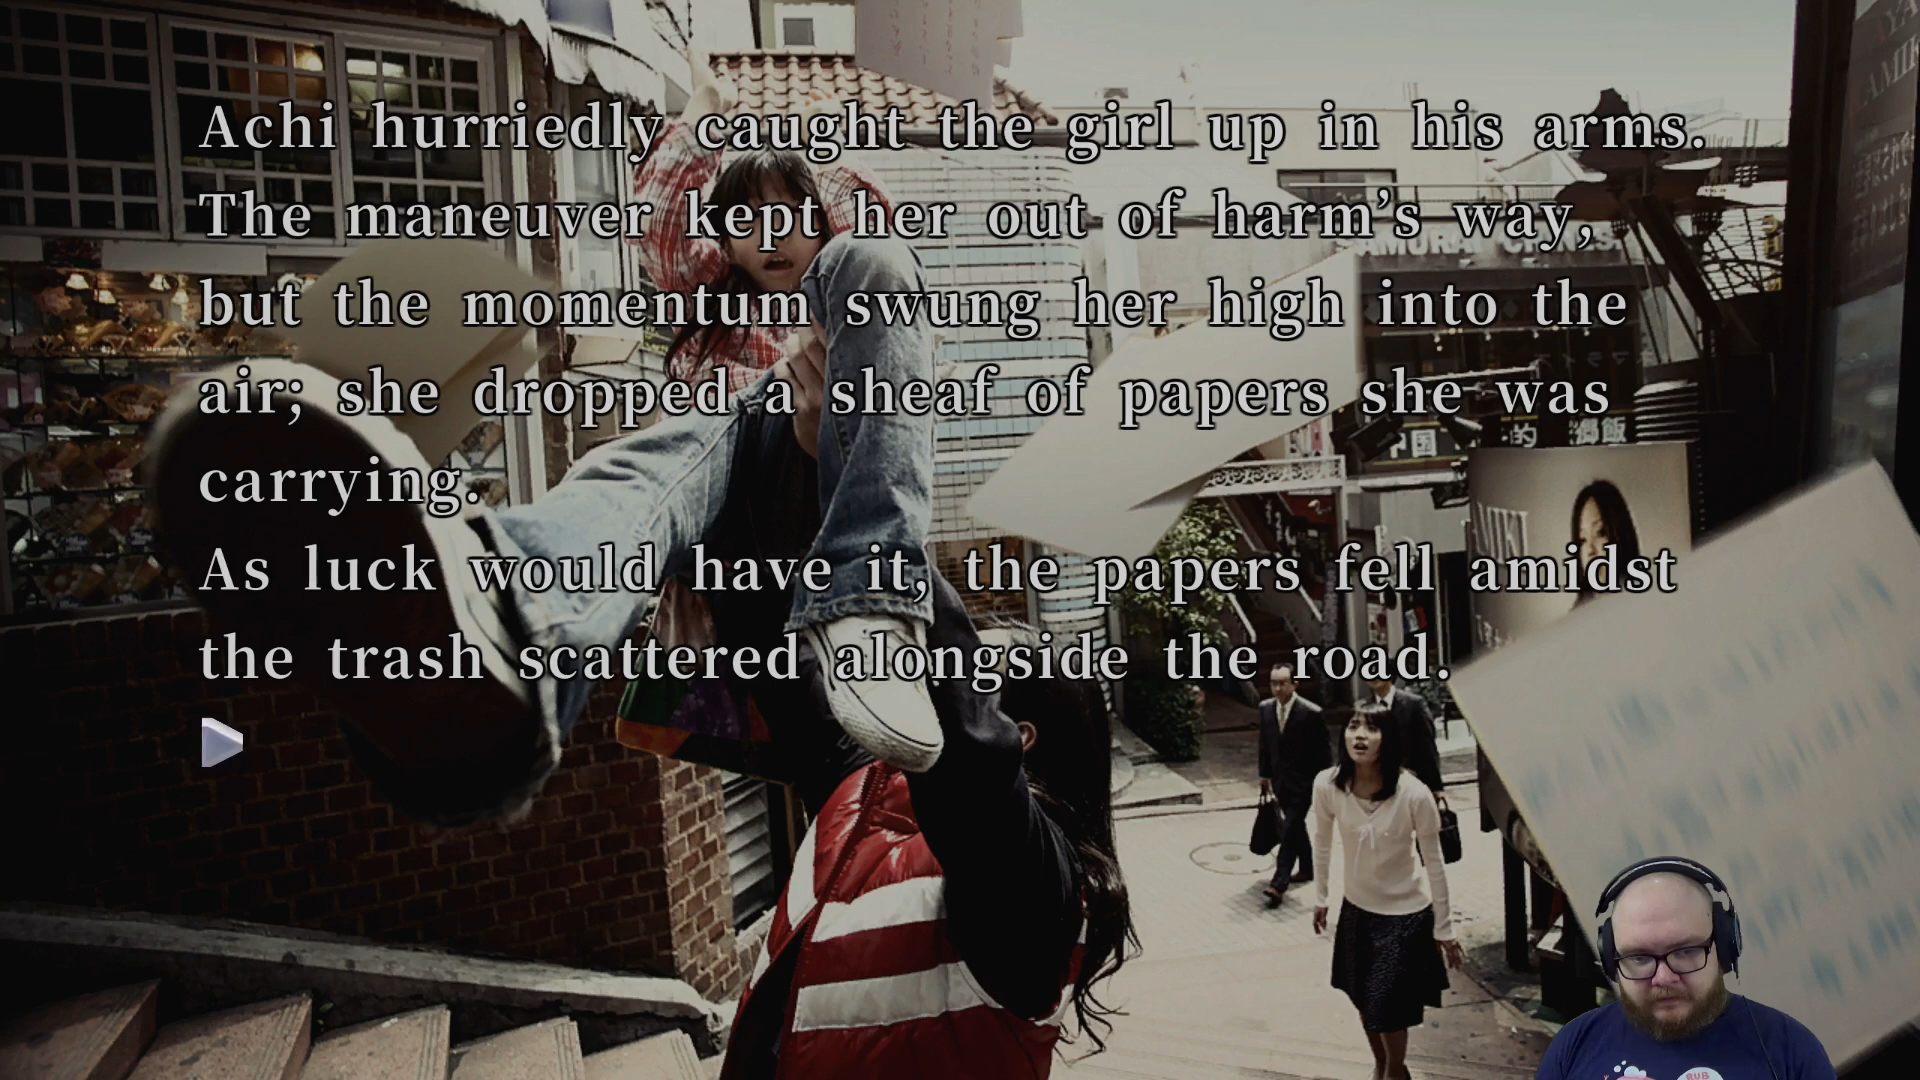 Achi hurriedly caught the girl up in his arms.
The maneuver kept her out of harm's way,
but the momentum swung her high into the
air; she dropped a sheaf of papers she was
carrying.
As luck would have it, the papers fell amidst
the trash scattered alongside the road.